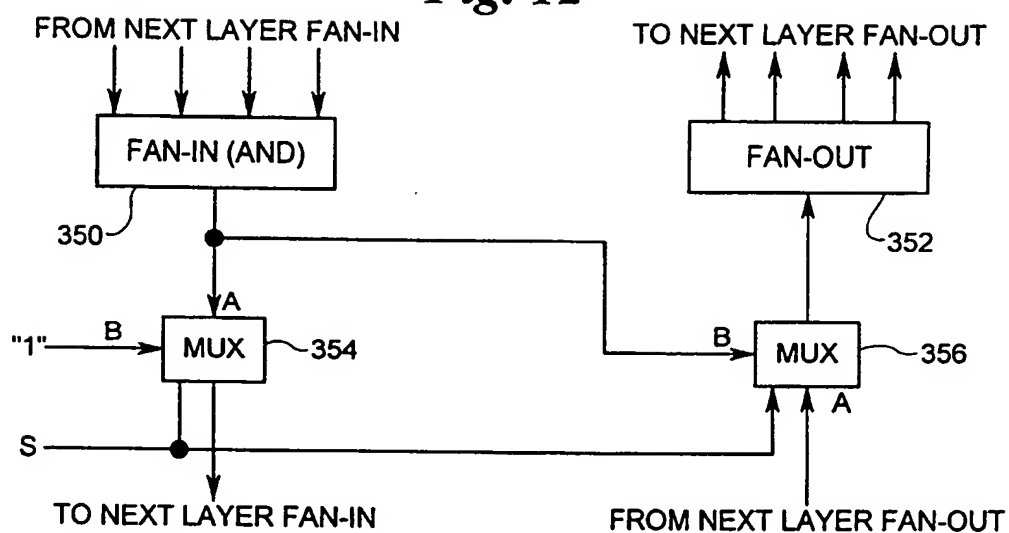 FROM NEXT LAYER FAN-IN
TO NEXT LAYER FAN-OUT
FAN-IN (AND)
FAN-OUT
350
352
A
"1"
B
MUX
354
B
MUX
356
A
S
TO NEXT LAYER FAN-IN
FROM NEXT LAYER FAN-OUT